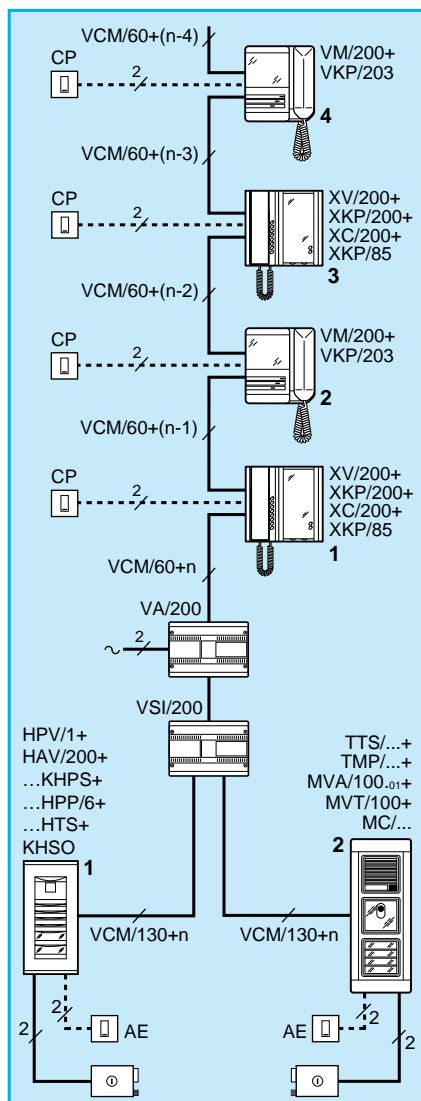 VCM/60+(n-4)
CP
2
VM/200+
VKP/203
4
VCM/60+(n-3)
CP
2
XV/200+
XKP/200+
XC/200+
XKP/85
3
VCM/60+(n-2)
CP
2
VM/200+
VKP/203
2
VCM/60+(n-1)
CP
2
XV/200+
XKP/200+
XC/200+
XKP/85
1
VCM/60+n
VA/200
~ 2
VSI/200
HPV/1+
HAV/200+
...KHPS+
...HPP/6+
...HTS+
KHSO
1
TTS/...+
TMP/...+
MVA/100.01+
MVT/100+
MC/...
2
VCM/130+n
VCM/130+n
2
2
AE
AE
2
2